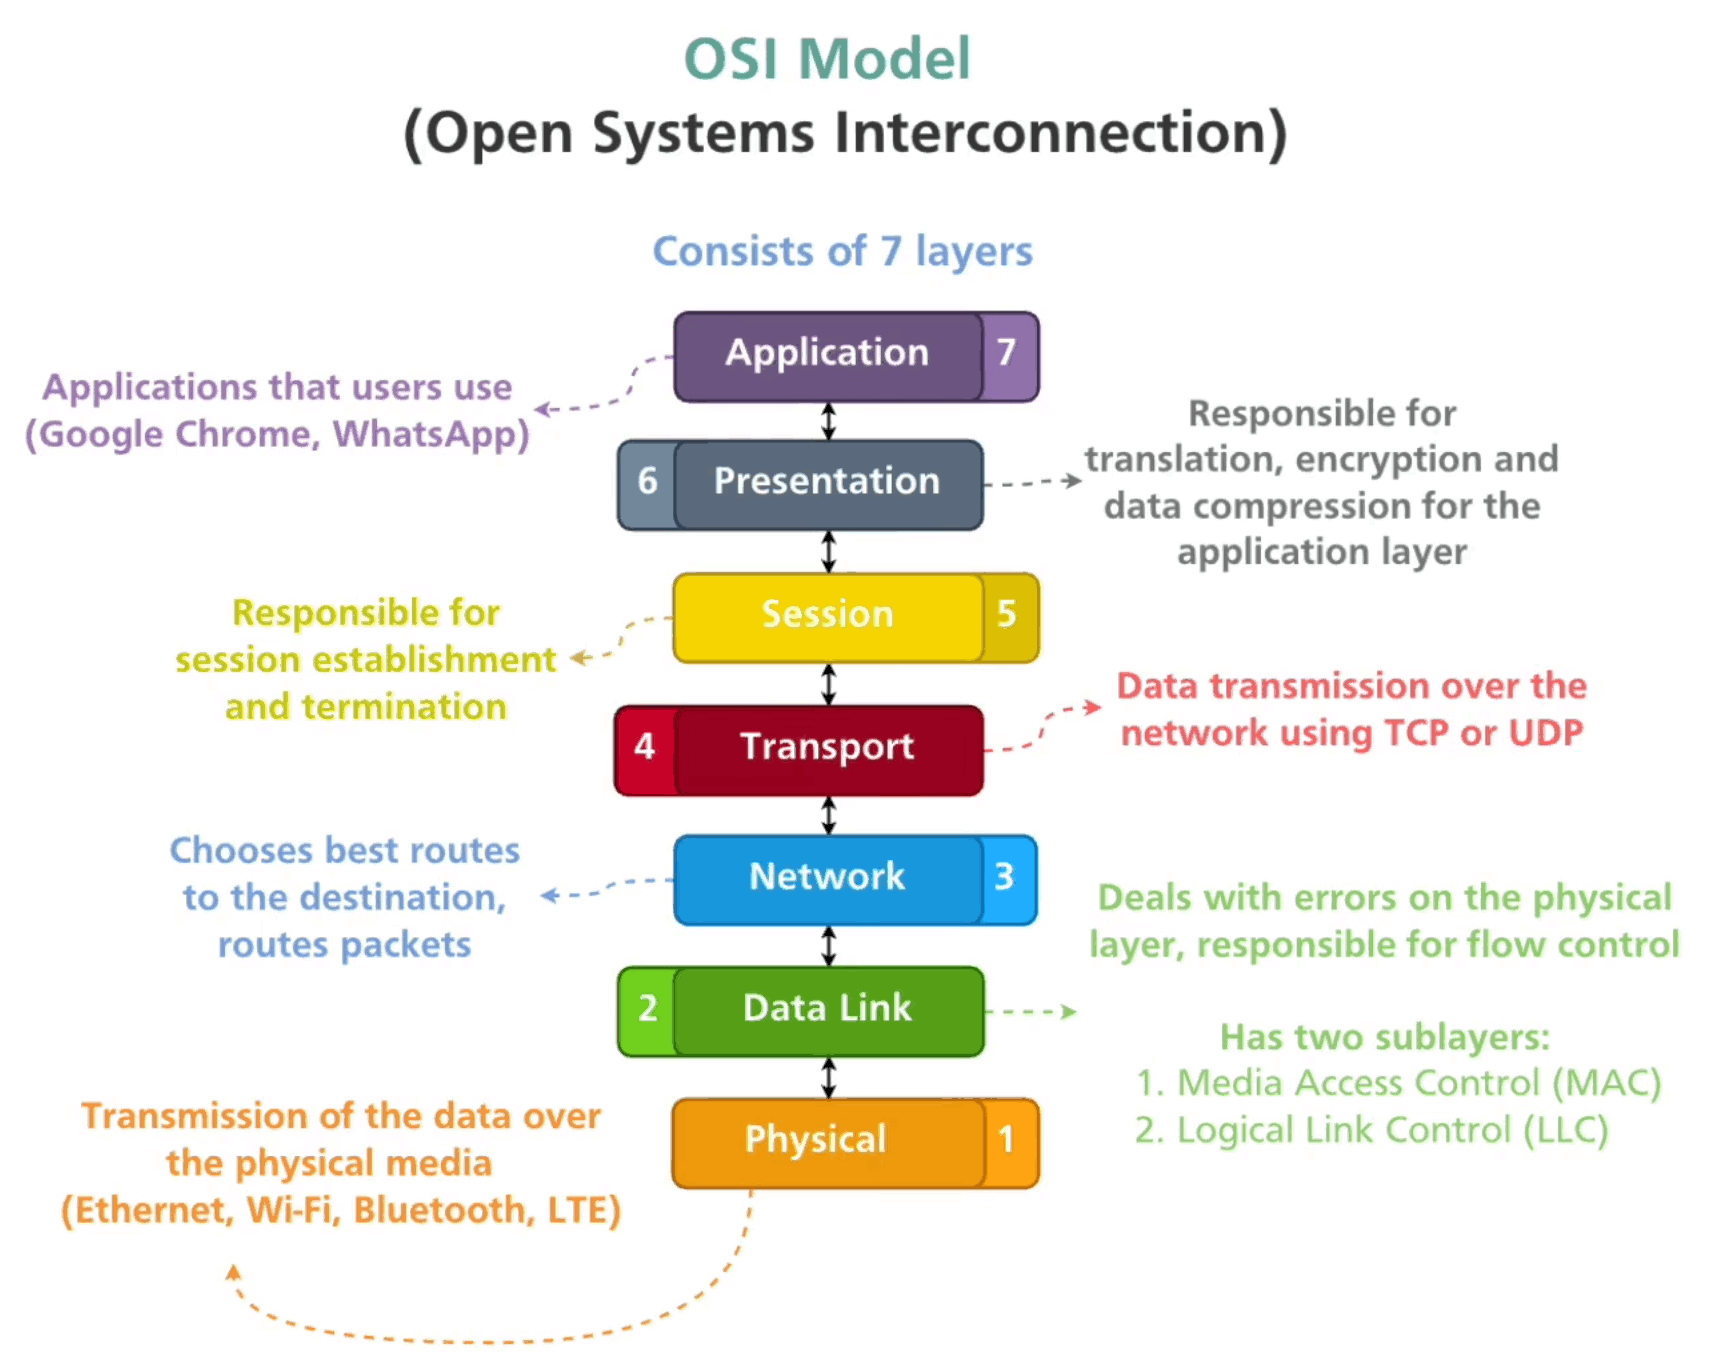 OSI Model
(Open Systems Interconnection)
Consists of 7 layers
Application 7
Applications that users use
(Google Chrome, WhatsApp)
6 Presentation
Responsible for
translation, encryption and
data compression for the
application layer
Session 5
Responsible for
session establishment
and termination
4 Transport
Data transmission over the
network using TCP or UDP
Network 3
Chooses best routes
to the destination,
routes packets
2 Data Link
Deals with errors on the physical
layer, responsible for flow control
Has two sublayers:
1. Media Access Control (MAC)
2. Logical Link Control (LLC)
Physical 1
Transmission of the data over
the physical media
(Ethernet, Wi-Fi, Bluetooth, LTE)